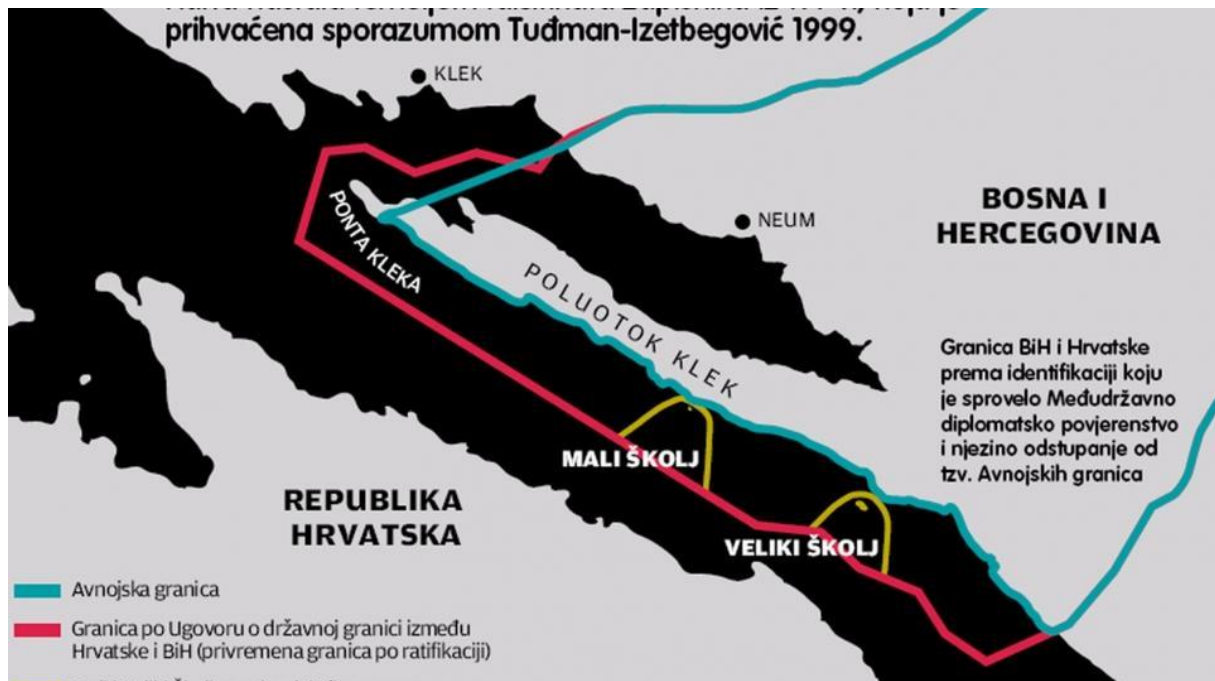 prihvaćena sporazumom Tuđman-Izetbegović 1999.
KLEK
BOSNA I
HERCEGOVINA
NEUM
PONTA KLEKA
POLUOTOK KLEK
Granica BiH i Hrvatske
prema identifikaciji koju
je sprovelo Međudržavno
diplomatsko povjerenstvo
i njezino odstupanje od
tzv. Avnojskih granica
MALI ŠKOLJ
REPUBLIKA
HRVATSKA
VELIKI ŠKOLJ
Avnojska granica
Granica po Ugovoru o državnoj granici između
Hrvatske i BiH (privremena granica po ratifikaciji)